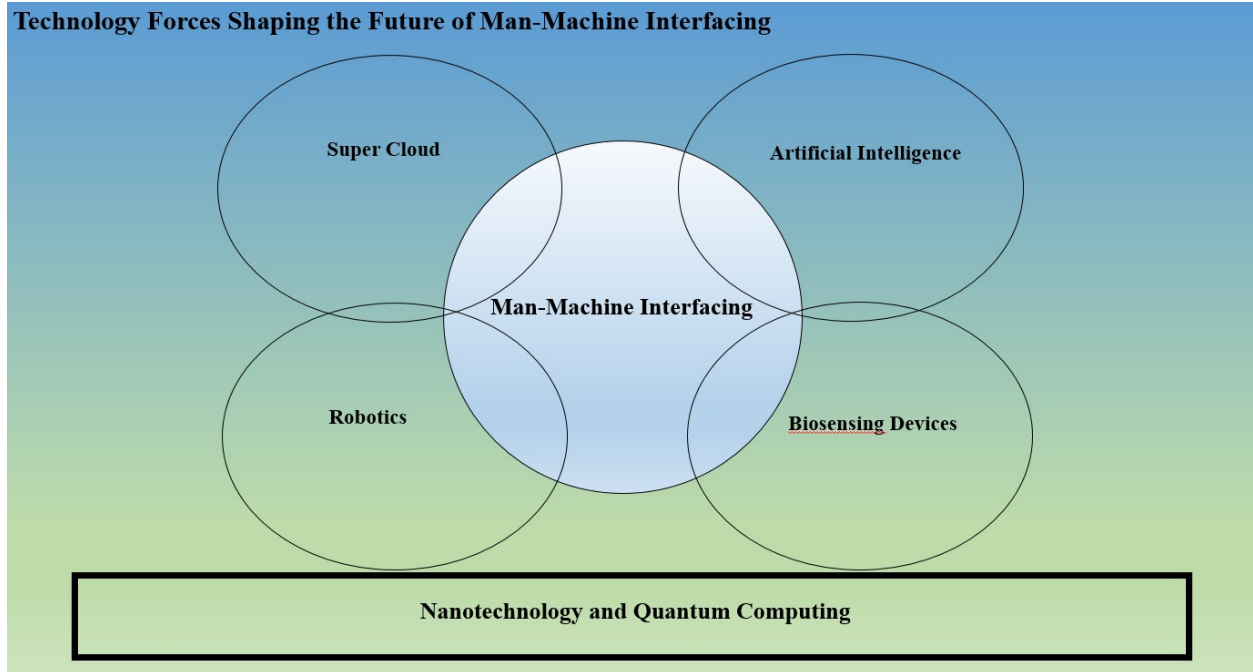 Technology Forces Shaping the Future of Man-Machine Interfacing
Super Cloud
Artificial Intelligence
Man-Machine Interfacing
Robotics
Biosensing Devices
Nanotechnology and Quantum Computing